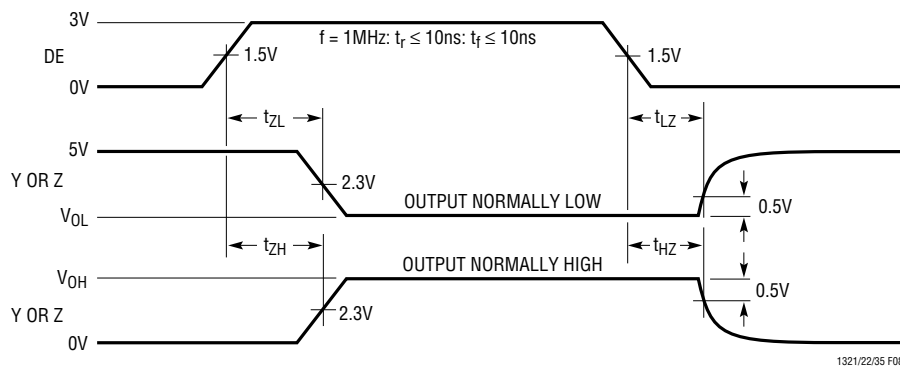 3V
f = 1MHz: tr ≤ 10ns: tf ≤ 10ns
DE
1.5V
1.5V
0V
tZL
tLZ
5V
Y OR Z
2.3V
OUTPUT NORMALLY LOW
0.5V
VOL
tZH
tHZ
OUTPUT NORMALLY HIGH
VOH
0.5V
Y OR Z
2.3V
0V
1321/22/35 F08